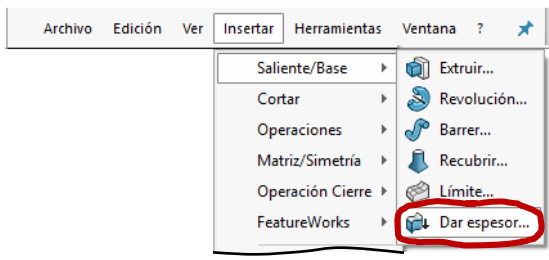 Archivo Edición Ver Insertar Herramientas Ventana ?
Saliente/Base
Cortar
Operaciones
Matriz/Simetría
Operación Cierre
FeatureWorks
Extruir...
Revolución...
Barrer...
Recubrir...
Límite...
Dar espesor...